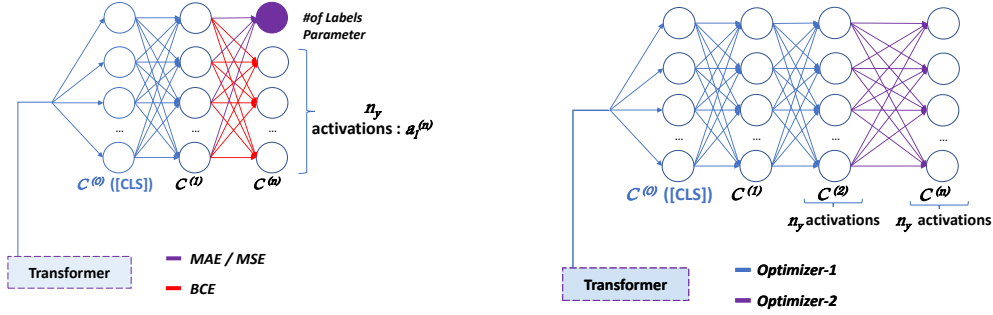 #of Labels
Parameter
...
...
...
n_y
activations : a_l^(n)
C^(0) ([CLS])
C^(1)
C^(n)
Transformer
MAE / MSE
BCE
...
...
...
...
C^(0) ([CLS])
C^(1)
C^(2)
C^(n)
n_y activations
n_y activations
Transformer
Optimizer-1
Optimizer-2